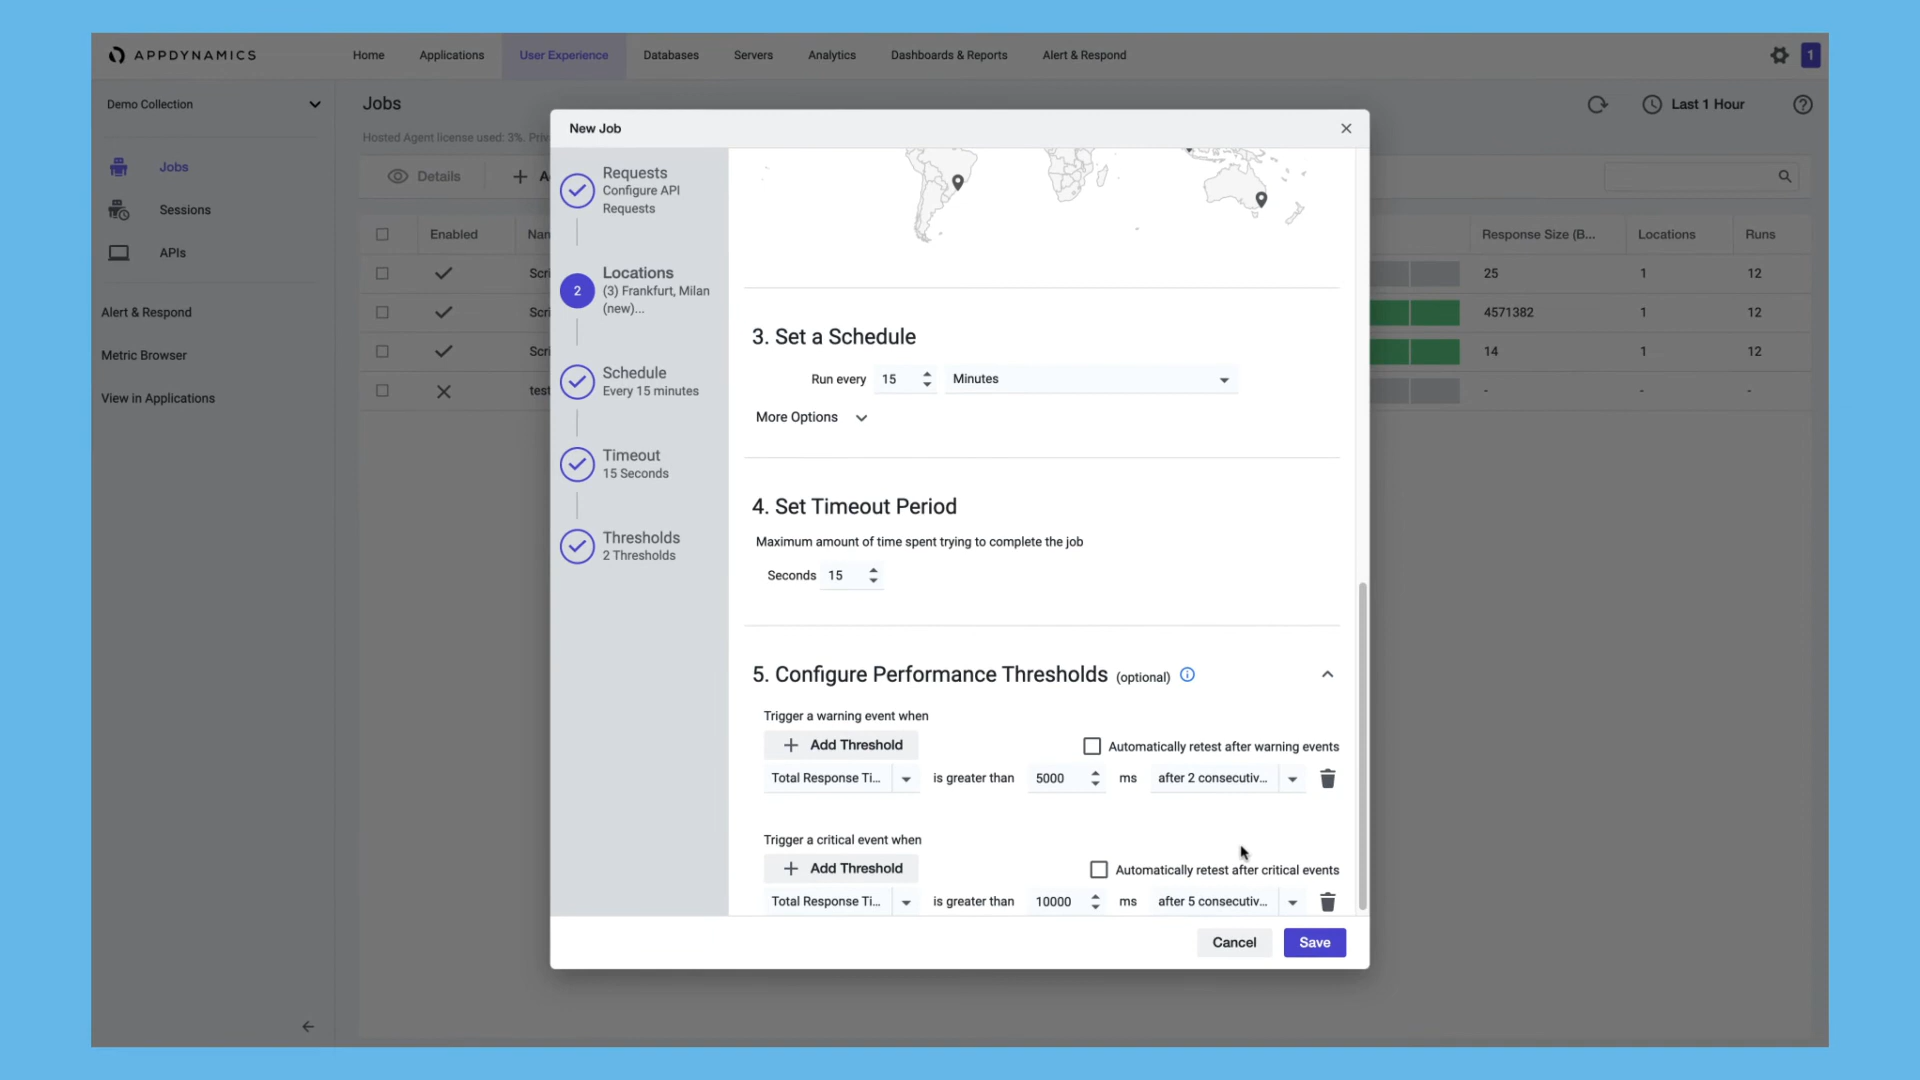 APPDYNAMICS
Home
Applications
User Experience
Databases
Servers
Analytics
Dashboards & Reports
Alert & Respond
1
Demo Collection
Jobs
Sessions
APIs
Alert & Respond
Metric Browser
View in Applications
Jobs
Last 1 Hour
Hosted Agent license used: 3%.
Details
Enabled
Response Size (B...
Locations
Runs
25
1
12
4571382
1
12
14
1
12
-
-
-
New Job
Requests
Configure API
Requests
2
Locations
(3) Frankfurt, Milan
(new)...
Schedule
Every 15 minutes
Timeout
15 Seconds
Thresholds
2 Thresholds
3. Set a Schedule
Run every 15 Minutes
More Options
4. Set Timeout Period
Maximum amount of time spent trying to complete the job
Seconds 15
5. Configure Performance Thresholds (optional)
Trigger a warning event when
+ Add Threshold
Automatically retest after warning events
Total Response Ti... is greater than 5000 ms after 2 consecutiv...
Trigger a critical event when
+ Add Threshold
Automatically retest after critical events
Total Response Ti... is greater than 10000 ms after 5 consecutiv...
Cancel
Save